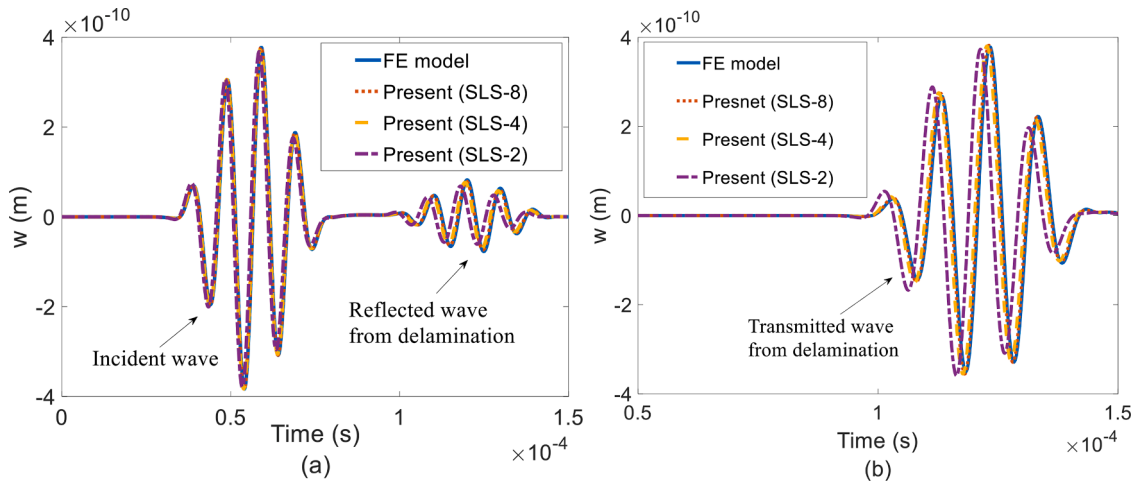 ×10-10
4
2
0
-2
-4
w (m)
FE model
Present (SLS-8)
Present (SLS-4)
Present (SLS-2)
Incident wave
Reflected wave
from delamination
0
0.5
1
1.5
Time (s)
×10-4
(a)
×10-10
4
2
0
-2
-4
w (m)
FE model
Presnet (SLS-8)
Present (SLS-4)
Present (SLS-2)
Transmitted wave
from delamination
0.5
1
1.5
Time (s)
×10-4
(b)